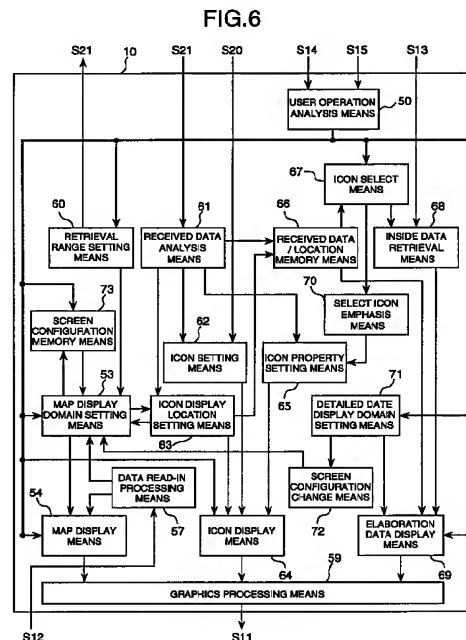 FIG.6
S21 S21 S20 S14 S15 S13
10
USER OPERATION
ANALYSIS MEANS
50
67
ICON SELECT
MEANS
60
61
66
68
RETRIEVAL
RANGE SETTING
MEANS
RECEIVED DATA
ANALYSIS
MEANS
RECEIVED DATA
/ LOCATION
MEMORY MEANS
INSIDE DATA
RETRIEVAL MEANS
73
SCREEN
CONFIGURATION
MEMORY MEANS
62
70
SELECT ICON
EMPHASIS
MEANS
ICON SETTING
MEANS
ICON PROPERTY
SETTING MEANS
65
53
MAP DISPLAY
DOMAIN SETTING
MEANS
ICON DISPLAY
LOCATION
SETTING MEANS
63
71
DETAILED DATE
DISPLAY DOMAIN
SETTING MEANS
DATA READ-IN
PROCESSING
MEANS
57
SCREEN
CONFIGURATION
CHANGE MEANS
72
54
MAP DISPLAY
MEANS
ICON DISPLAY
MEANS
64
ELABORATION
DATA DISPLAY
MEANS
69
59
GRAPHICS PROCESSING MEANS
S12 S11